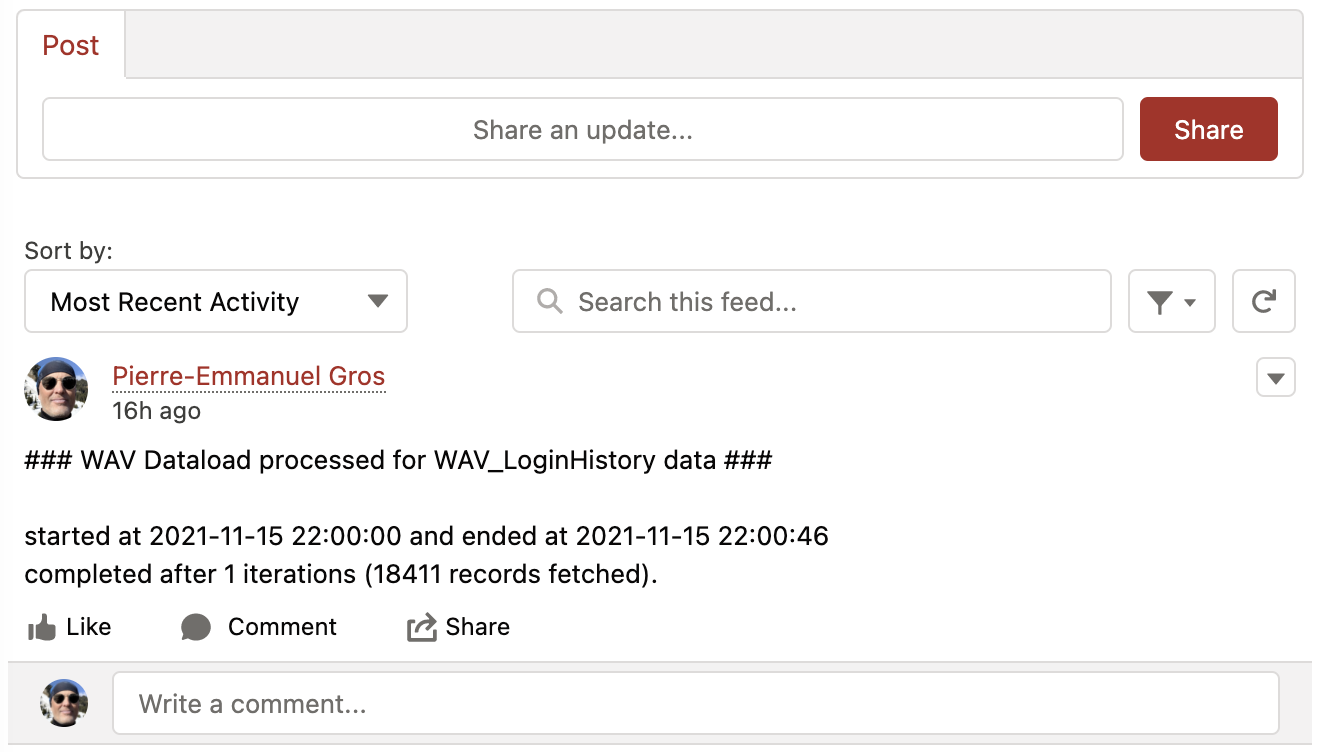 Post
Share an update...
Share
Sort by:
Most Recent Activity
Search this feed...
Pierre-Emmanuel Gros
16h ago
### WAV Dataload processed for WAV_LoginHistory data ###
started at 2021-11-15 22:00:00 and ended at 2021-11-15 22:00:46
completed after 1 iterations (18411 records fetched).
Like Comment Share
Write a comment...